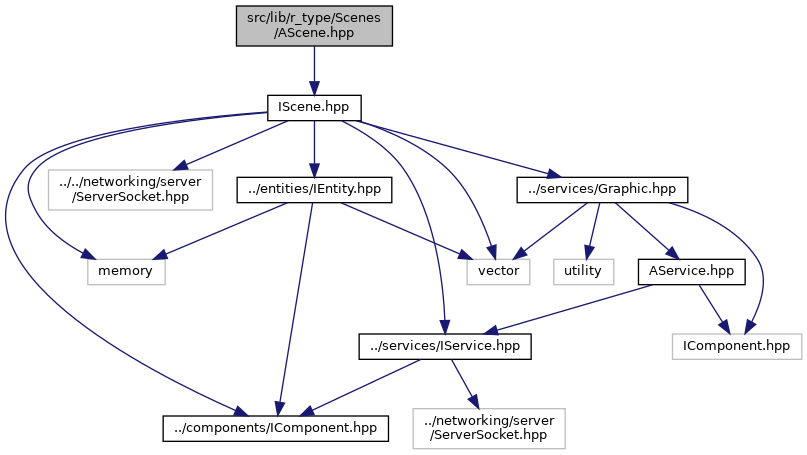 src/lib/r_type/Scenes
/AScene.hpp
IScene.hpp
../../networking/server
/ServerSocket.hpp
../entities/IEntity.hpp
../services/Graphic.hpp
memory
vector
utility
AService.hpp
../services/IService.hpp
IComponent.hpp
../components/IComponent.hpp
../networking/server
/ServerSocket.hpp